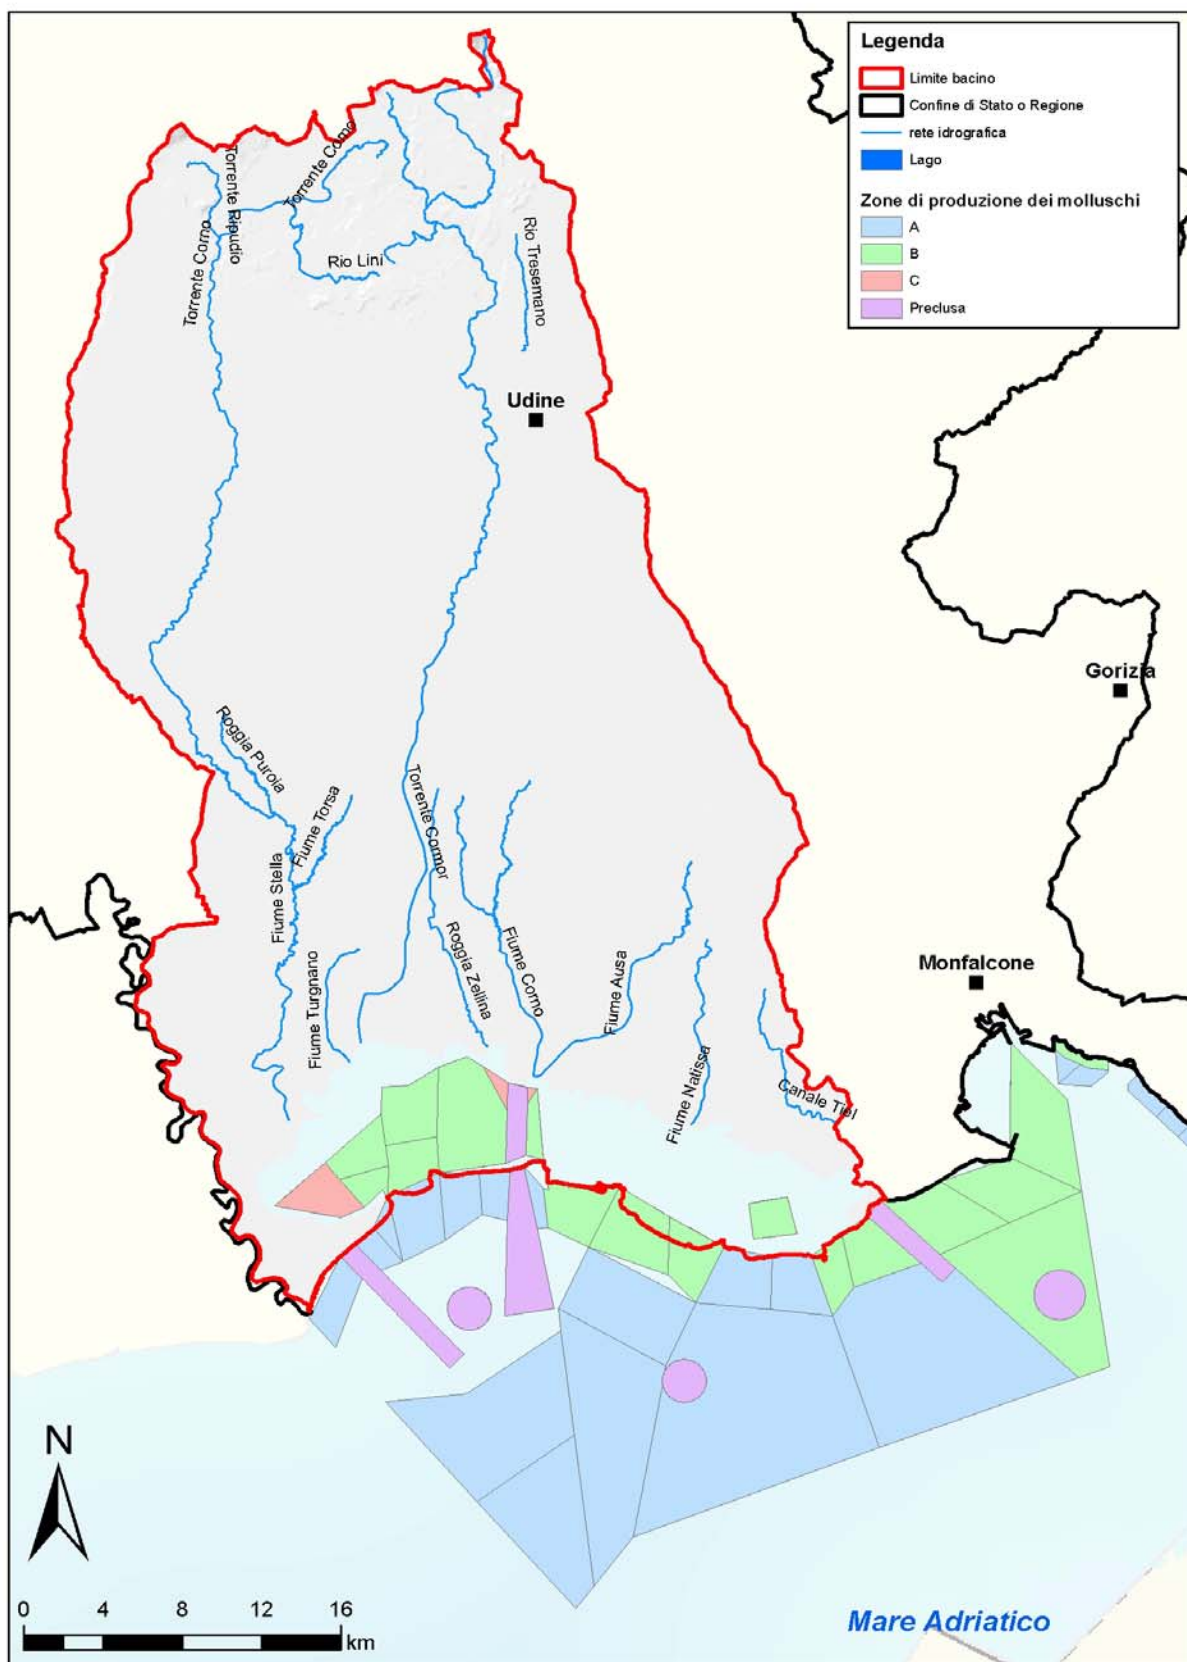 Legenda
Limite bacino
Confine di Stato o Regione
rete idrografica
Lago
Zone di produzione dei molluschi
A
B
C
Preclusa
Torrente Corno
Torrente Ripudio
Torrente Corno
Rio Lini
Rio Tresemano
Udine
Gorizia
Roggia Puroia
Fiume Torsa
Torrente Cormor
Fiume Stella
Fiume Turgnano
Roggia Zellina
Fiume Corno
Fiume Ausa
Monfalcone
Fiume Natissa
Canale Tiel
N
0 4 8 12 16
km
Mare Adriatico